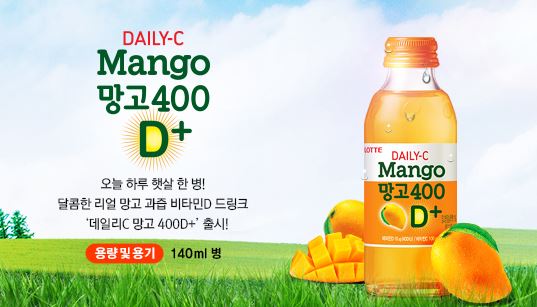 DAILY-C
Mango
망고400
D+
오늘 하루 햇살 한 병!
달콤한 리얼 망고 과즙 비타민D 드링크
‘데일리C 망고 400D+’ 출시!
용량 및 용기 140ml 병
LOTTE
DAILY-C
Mango
망고400
D+